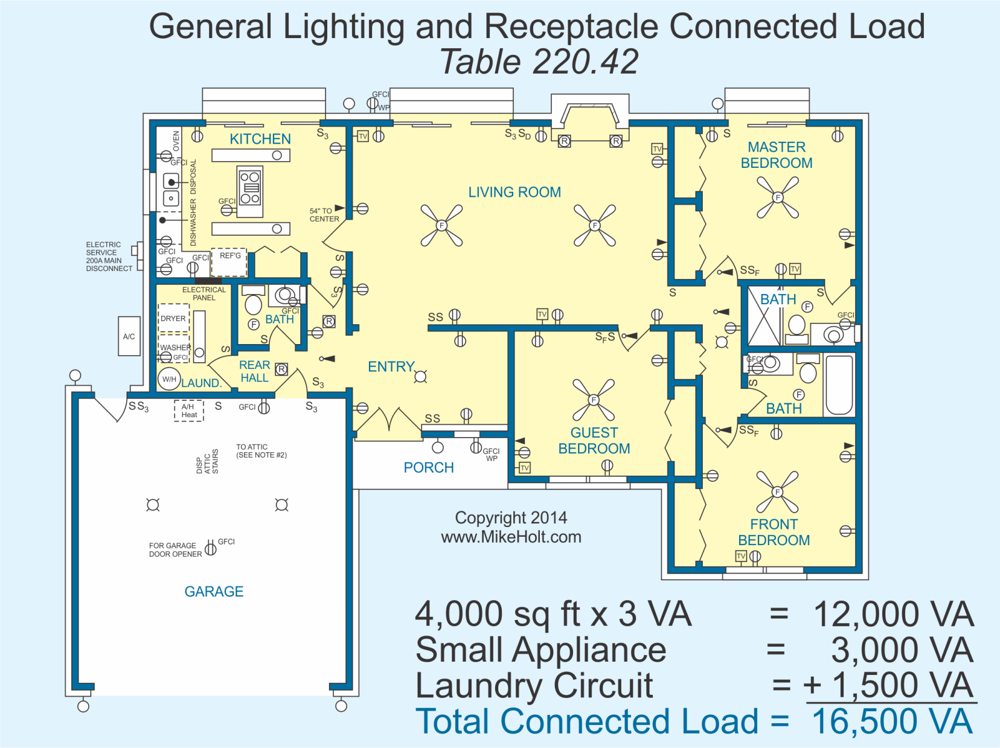 General Lighting and Receptacle Connected Load
Table 220.42
GFCI
WP
OVEN
KITCHEN
S3
TV
S3 SD
R
R
TV
S
MASTER
BEDROOM
GFCI
DISPOSAL
DISHWASHER
GFCI
54" TO
CENTER
LIVING ROOM
F
F
F
ELECTRIC
SERVICE
200A MAIN
DISCONNECT
GFCI
GFCI
GFCI
REF'G
S
SSF
TV
ELECTRICAL
PANEL
S3
S
S
BATH
F
GFCI
DRYER
GFCI
BATH
F
R
SS
TV
A/C
WASHER
GFCI
S
S
SFS
W/H
LAUND.
REAR
HALL
R
S3
ENTRY
GFCI
S
F
BATH
F
SS3
A/H
Heat
S
GFCI
S3
SS
GUEST
BEDROOM
SSF
TO ATTIC
(SEE NOTE #2)
DISP
ATTIC
STAIRS
GFCI
WP
PORCH
TV
F
FRONT
BEDROOM
TV
Copyright 2014
www.MikeHolt.com
FOR GARAGE
DOOR OPENER
GFCI
GARAGE
4,000 sq ft x 3 VA = 12,000 VA
Small Appliance = 3,000 VA
Laundry Circuit = + 1,500 VA
Total Connected Load = 16,500 VA